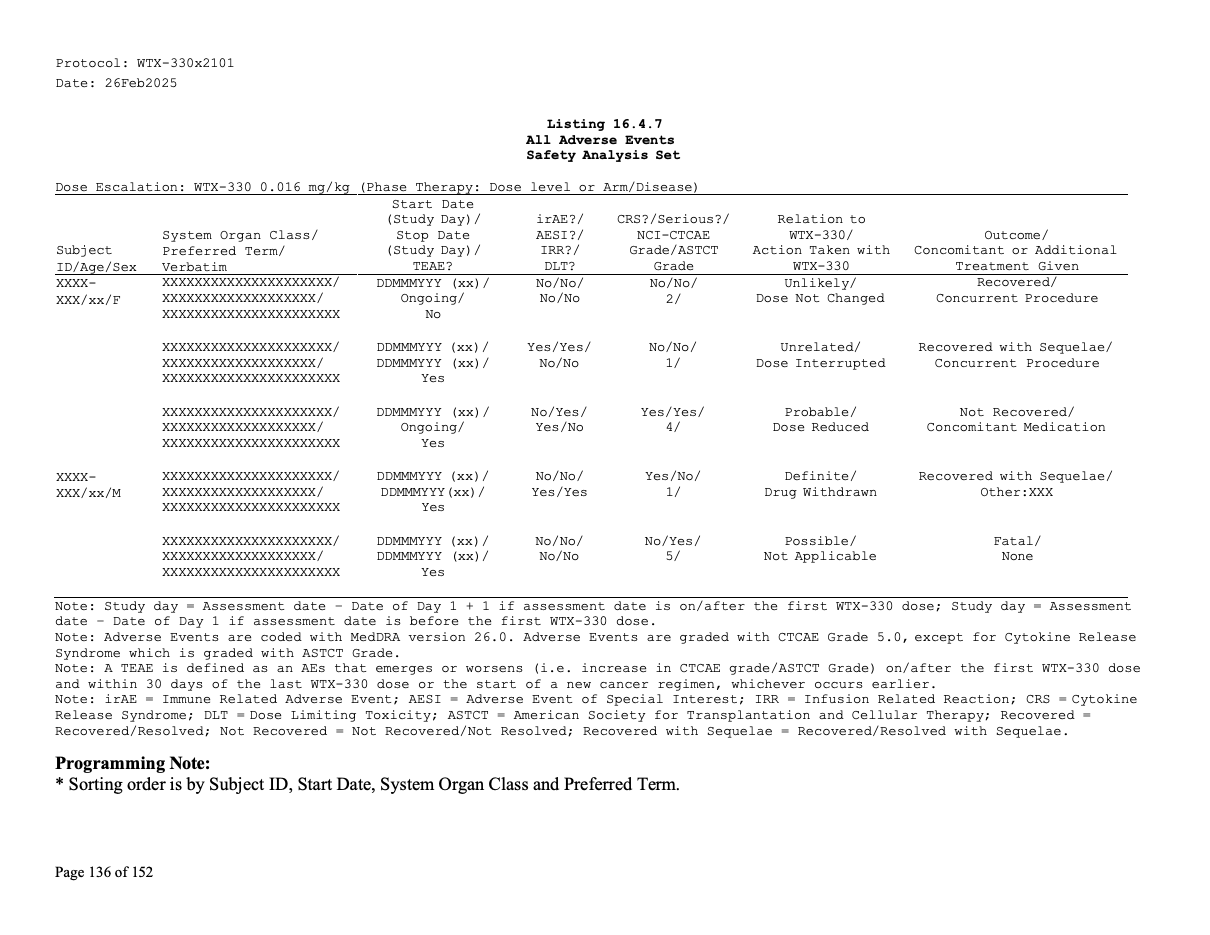 Protocol: WTX-330x2101
Date: 26Feb2025
Listing 16.4.7
All Adverse Events
Safety Analysis Set
Dose Escalation: WTX-330 0.016 mg/kg (Phase Therapy: Dose level or Arm/Disease)
Start Date
(Study Day)/ irAE?/ CRS?/Serious?/ Relation to
System Organ Class/ Stop Date AESI?/ NCI-CTCAE WTX-330/ Outcome/
Subject Preferred Term/ (Study Day)/ IRR?/ Grade/ASTCT Action Taken with Concomitant or Additional
ID/Age/Sex Verbatim TEAE? DLT? Grade WTX-330 Treatment Given
XXXX- XXXXXXXXXXXXXXXXXXXXX/ DDMMMYYY (xx)/ No/No/ No/No/ Unlikely/ Recovered/
XXX/xx/F XXXXXXXXXXXXXXXXXXX/ Ongoing/ No/No 2/ Dose Not Changed Concurrent Procedure
XXXXXXXXXXXXXXXXXXXXXX No
XXXXXXXXXXXXXXXXXXXXX/ DDMMMYYY (xx)/ Yes/Yes/ No/No/ Unrelated/ Recovered with Sequelae/
XXXXXXXXXXXXXXXXXXX/ DDMMMYYY (xx)/ No/No 1/ Dose Interrupted Concurrent Procedure
XXXXXXXXXXXXXXXXXXXXXX Yes
XXXXXXXXXXXXXXXXXXXXX/ DDMMMYYY (xx)/ No/Yes/ Yes/Yes/ Probable/ Not Recovered/
XXXXXXXXXXXXXXXXXXX/ Ongoing/ Yes/No 4/ Dose Reduced Concomitant Medication
XXXXXXXXXXXXXXXXXXXXXX Yes
XXXX- XXXXXXXXXXXXXXXXXXXXX/ DDMMMYYY (xx)/ No/No/ Yes/No/ Definite/ Recovered with Sequelae/
XXX/xx/M XXXXXXXXXXXXXXXXXXX/ DDMMMYYY(xx)/ Yes/Yes 1/ Drug Withdrawn Other:XXX
XXXXXXXXXXXXXXXXXXXXXX Yes
XXXXXXXXXXXXXXXXXXXXX/ DDMMMYYY (xx)/ No/No/ No/Yes/ Possible/ Fatal/
XXXXXXXXXXXXXXXXXXX/ DDMMMYYY (xx)/ No/No 5/ Not Applicable None
XXXXXXXXXXXXXXXXXXXXXX Yes
Note: Study day = Assessment date – Date of Day 1 + 1 if assessment date is on/after the first WTX-330 dose; Study day = Assessment
date – Date of Day 1 if assessment date is before the first WTX-330 dose.
Note: Adverse Events are coded with MedDRA version 26.0. Adverse Events are graded with CTCAE Grade 5.0, except for Cytokine Release
Syndrome which is graded with ASTCT Grade.
Note: A TEAE is defined as an AEs that emerges or worsens (i.e. increase in CTCAE grade/ASTCT Grade) on/after the first WTX-330 dose
and within 30 days of the last WTX-330 dose or the start of a new cancer regimen, whichever occurs earlier.
Note: irAE = Immune Related Adverse Event; AESI = Adverse Event of Special Interest; IRR = Infusion Related Reaction; CRS = Cytokine
Release Syndrome; DLT = Dose Limiting Toxicity; ASTCT = American Society for Transplantation and Cellular Therapy; Recovered =
Recovered/Resolved; Not Recovered = Not Recovered/Not Resolved; Recovered with Sequelae = Recovered/Resolved with Sequelae.
Programming Note:
* Sorting order is by Subject ID, Start Date, System Organ Class and Preferred Term.
Page 136 of 152